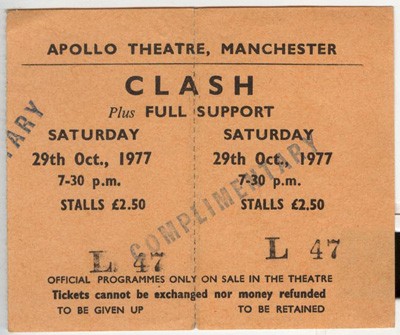 APOLLO THEATRE, MANCHESTER
CLASH
Plus FULL SUPPORT
SATURDAY SATURDAY
29th Oct., 1977 29th Oct., 1977
7-30 p.m. 7-30 p.m.
STALLS £2.50 STALLS £2.50
TARY
COMPLIMENTARY
L 47 L 47
OFFICIAL PROGRAMMES ONLY ON SALE IN THE THEATRE
Tickets cannot be exchanged nor money refunded
TO BE GIVEN UP TO BE RETAINED